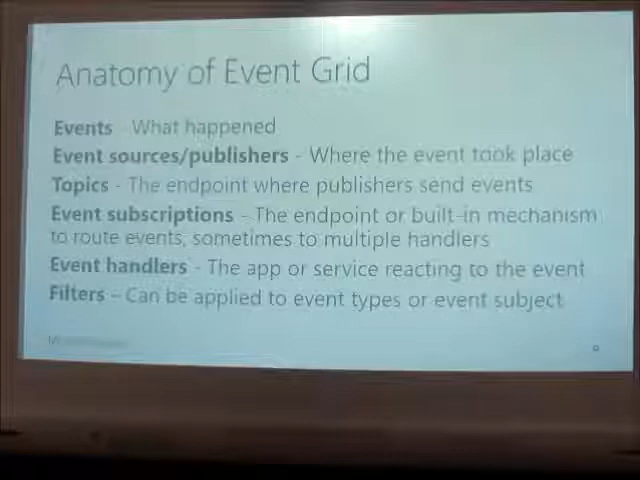 Anatomy of Event Grid
Events - What happened
Event sources/publishers - Where the event took place
Topics - The endpoint where publishers send events
Event subscriptions – The endpoint or built-in mechanism
to route events, sometimes to multiple handlers
Event handlers - The app or service reacting to the event
Filters – Can be applied to event types or event subject